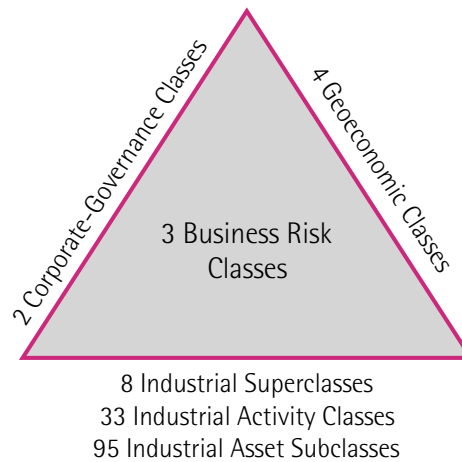 2 Corporate-Governance Classes
4 Geoeconomic Classes
3 Business Risk
Classes
8 Industrial Superclasses
33 Industrial Activity Classes
95 Industrial Asset Subclasses